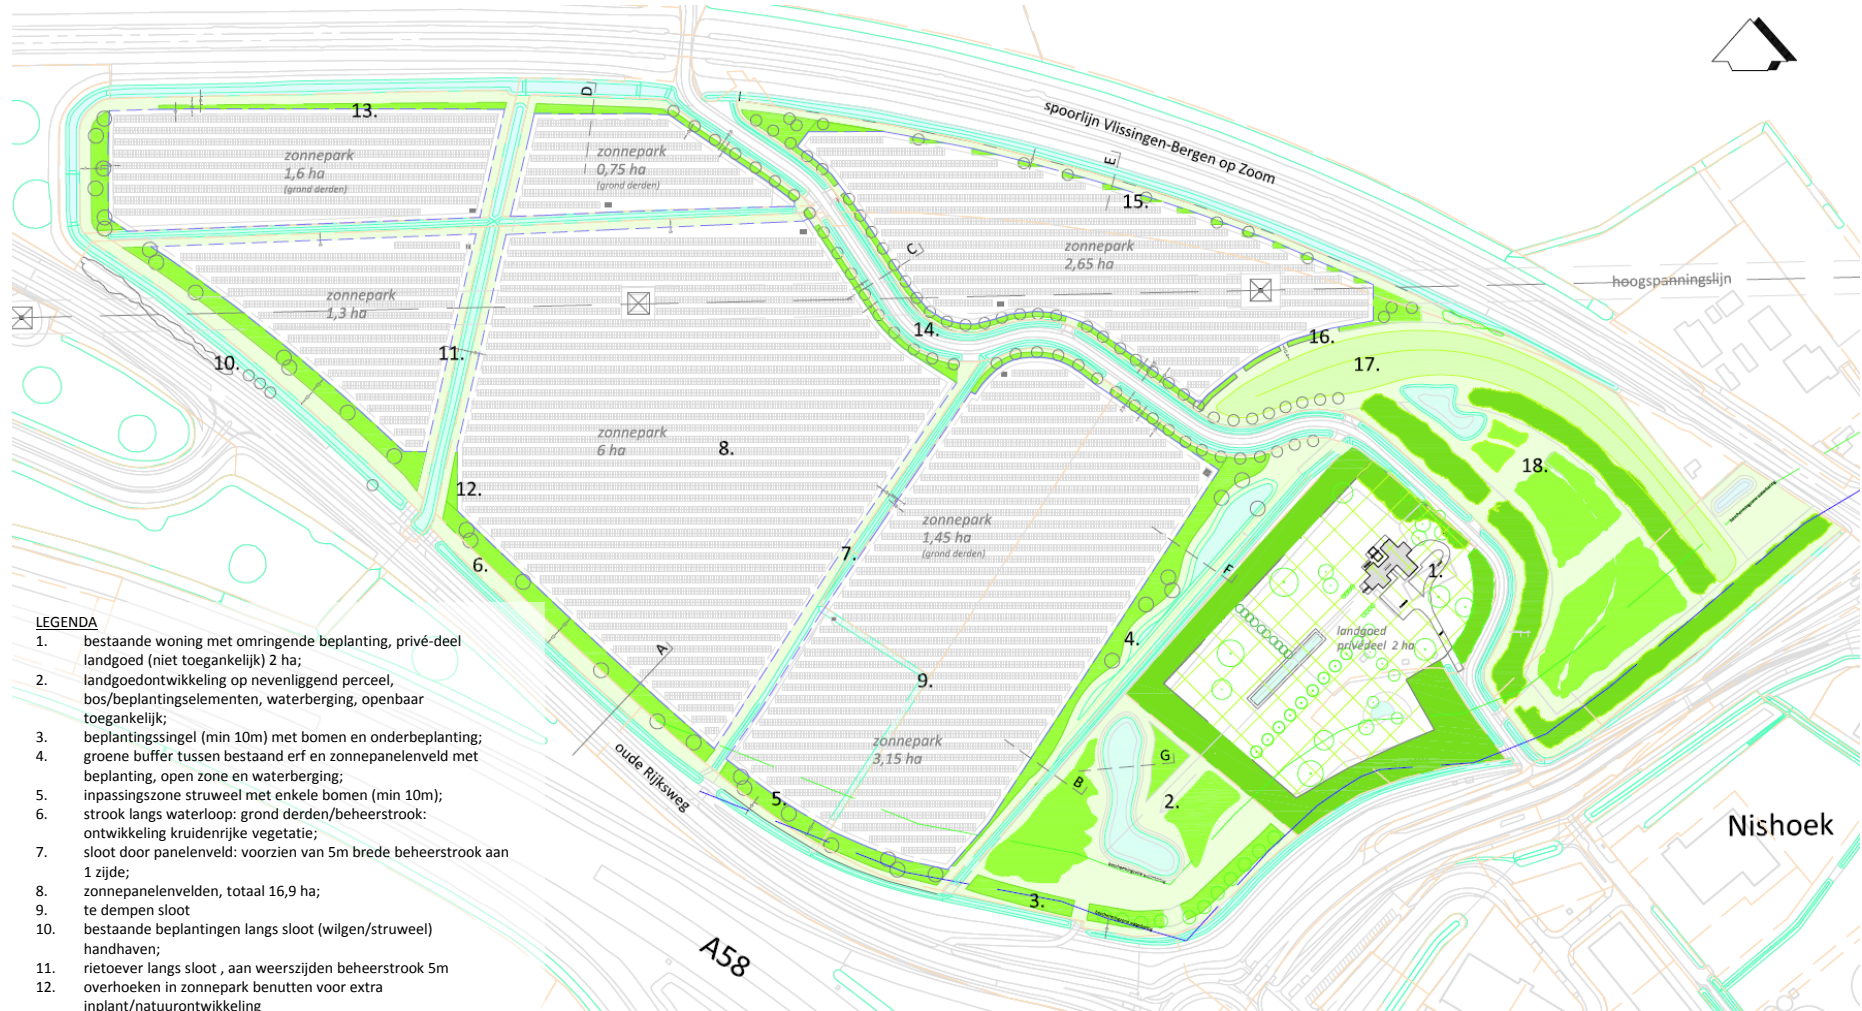 spoorlijn Vlissingen-Bergen op Zoom
13.
D
zonnepark
1,6 ha
(grond derden)
zonnepark
0,75 ha
(grond derden)
E
15.
C
zonnepark
2,65 ha
hoogspanningslijn
zonnepark
1,3 ha
14.
16.
17.
11.
10.
zonnepark
6 ha
8.
18.
12.
zonnepark
1,45 ha
(grond derden)
7.
6.
F
1.
landgoed
privédeel 2 ha
4.
A
9.
zonnepark
3,15 ha
B
G
2.
oude Rijksweg
5.
3.
Nishoek
A58
LEGENDA
1. bestaande woning met omringende beplanting, privé-deel
landgoed (niet toegankelijk) 2 ha;
2. landgoedontwikkeling op nevenliggend perceel,
bos/beplantingselementen, waterberging, openbaar
toegankelijk;
3. beplantingssingel (min 10m) met bomen en onderbeplanting;
4. groene buffer tussen bestaand erf en zonnepanelenveld met
beplanting, open zone en waterberging;
5. inpassingszone struweel met enkele bomen (min 10m);
6. strook langs waterloop: grond derden/beheerstrook:
ontwikkeling kruidenrijke vegetatie;
7. sloot door panelenveld: voorzien van 5m brede beheerstrook aan
1 zijde;
8. zonnepanelenvelden, totaal 16,9 ha;
9. te dempen sloot
10. bestaande beplantingen langs sloot (wilgen/struweel)
handhaven;
11. rietoever langs sloot , aan weerszijden beheerstrook 5m
12. overhoeken in zonnepark benutten voor extra
inplant/natuurontwikkeling